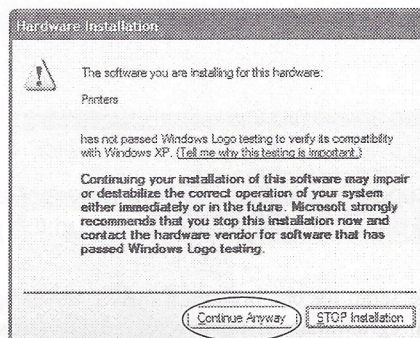 Hardware Installation
The software you are installing for this hardware:
Printers
has not passed Windows Logo testing to verify its compatibility
with Windows XP. (Tell me why this testing is important.)
Continuing your installation of this software may impair
or destabilize the correct operation of your system
either immediately or in the future. Microsoft strongly
recommends that you stop this installation now and
contact the hardware vendor for software that has
passed Windows Logo testing.
Continue Anyway
STOP Installation